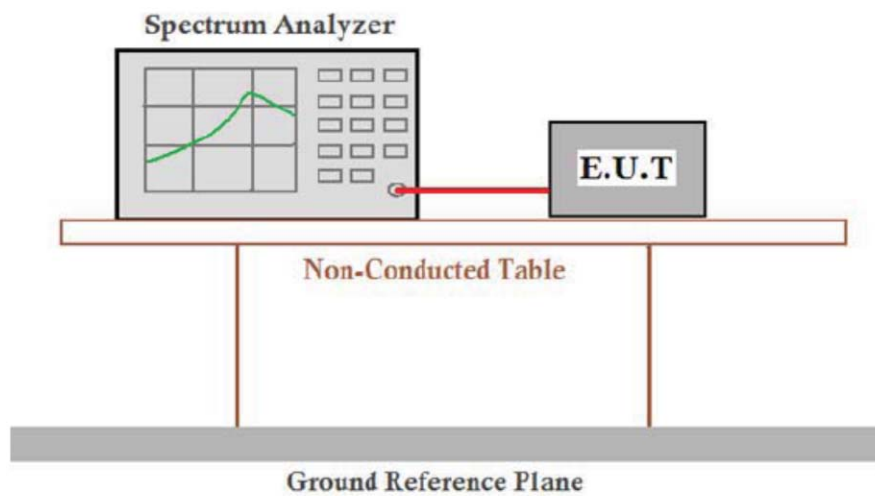 Spectrum Analyzer
E.U.T
Non-Conducted Table
Ground Reference Plane